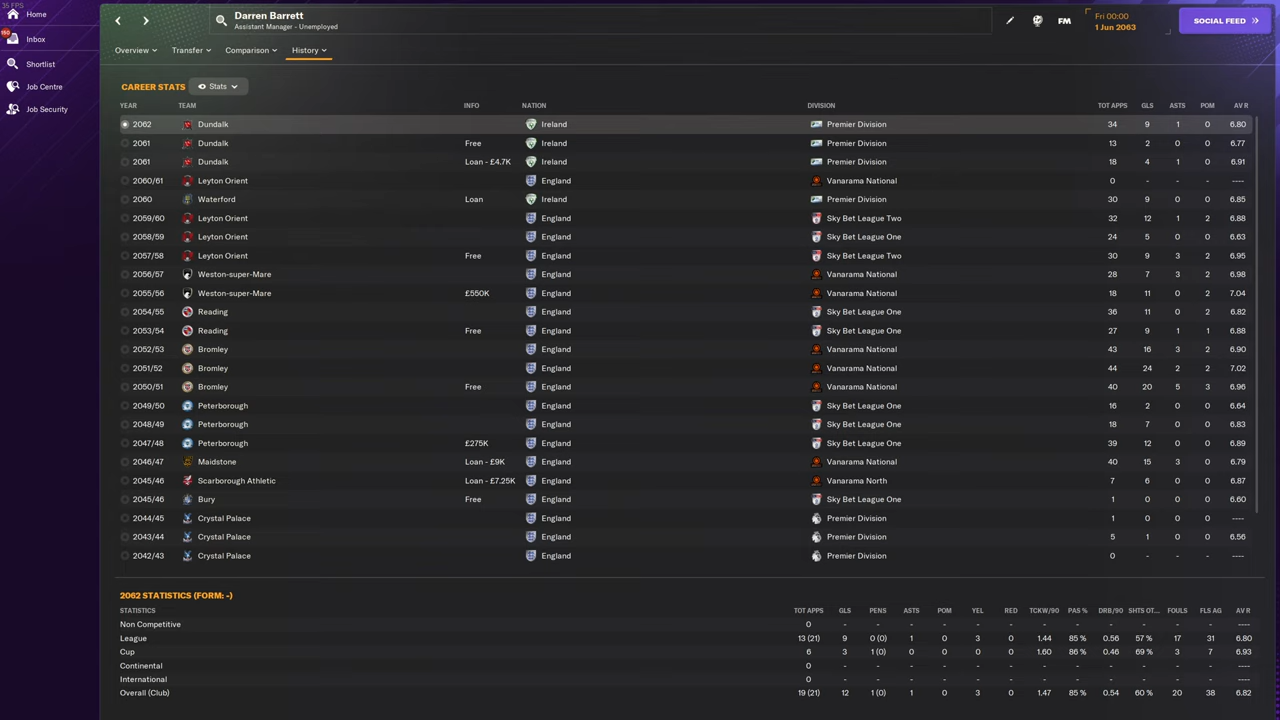 35 FPS
Home
Darren Barrett
Assistant Manager - Unemployed
FM
Fri 00:00
1 Jun 2063
SOCIAL FEED
150
Inbox
Shortlist
Job Centre
Job Security
Overview Transfer Comparison History
CAREER STATS Stats
YEAR TEAM INFO NATION DIVISION TOT APPS GLS ASTS POM AV R
2062 Dundalk Ireland Premier Division 34 9 1 0 6.80
2061 Dundalk Free Ireland Premier Division 13 2 0 0 6.77
2061 Dundalk Loan - £4.7K Ireland Premier Division 18 4 1 0 6.91
2060/61 Leyton Orient England Vanarama National 0 - - - ----
2060 Waterford Loan Ireland Premier Division 30 9 0 0 6.85
2059/60 Leyton Orient England Sky Bet League Two 32 12 1 2 6.88
2058/59 Leyton Orient England Sky Bet League One 24 5 0 0 6.63
2057/58 Leyton Orient Free England Sky Bet League Two 30 9 3 2 6.95
2056/57 Weston-super-Mare England Vanarama National 28 7 3 2 6.98
2055/56 Weston-super-Mare £550K England Vanarama National 18 11 0 2 7.04
2054/55 Reading England Sky Bet League One 36 11 0 2 6.82
2053/54 Reading Free England Sky Bet League One 27 9 1 1 6.88
2052/53 Bromley England Vanarama National 43 16 3 2 6.90
2051/52 Bromley England Vanarama National 44 24 2 2 7.02
2050/51 Bromley Free England Vanarama National 40 20 5 3 6.96
2049/50 Peterborough England Sky Bet League One 16 2 0 0 6.64
2048/49 Peterborough England Sky Bet League One 18 7 0 0 6.83
2047/48 Peterborough £275K England Sky Bet League One 39 12 0 0 6.89
2046/47 Maidstone Loan - £9K England Vanarama National 40 15 3 0 6.79
2045/46 Scarborough Athletic Loan - £7.25K England Vanarama North 7 6 0 0 6.87
2045/46 Bury Free England Sky Bet League One 1 0 0 0 6.60
2044/45 Crystal Palace England Premier Division 1 0 0 0 ----
2043/44 Crystal Palace England Premier Division 5 1 0 0 6.56
2042/43 Crystal Palace England Premier Division 0 - - - ----
2062 STATISTICS (FORM: -)
STATISTICS TOT APPS GLS PENS ASTS POM YEL RED TCKW/90 PAS % DRB/90 SHTS OT... FOULS FLS AG AV R
Non Competitive 0 - - - - - - - - - - - - ----
League 13 (21) 9 0 (0) 1 0 3 0 1.44 85 % 0.56 57 % 17 31 6.80
Cup 6 3 1 (0) 0 0 0 0 1.60 86 % 0.46 69 % 3 7 6.93
Continental 0 - - - - - - - - - - - - ----
International 0 - - - - - - - - - - - - ----
Overall (Club) 19 (21) 12 1 (0) 1 0 3 0 1.47 85 % 0.54 60 % 20 38 6.82